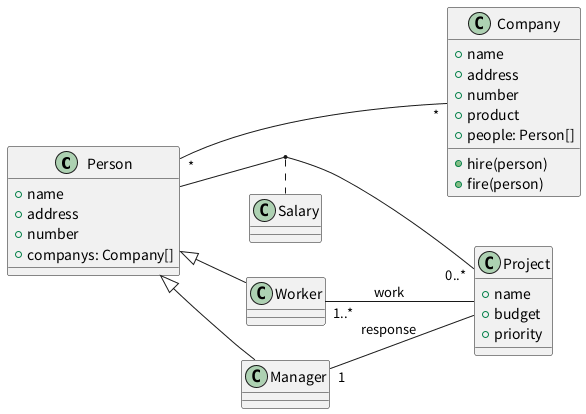 C Company
+ name
+ address
+ number
+ product
+ people: Person[]
+ hire(person)
+ fire(person)
*
*
C Person
+ name
+ address
+ number
+ companys: Company[]
C Salary
C Project
+ name
+ budget
+ priority
0..*
C Worker
work
1..*
response
C Manager
1